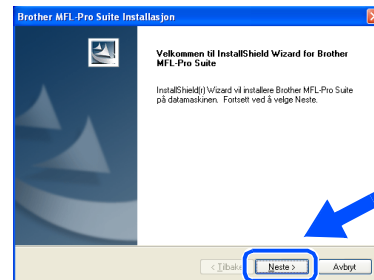 Brother MFL-Pro Suite Installasjon
Velkommen til InstallShield Wizard for Brother
MFL-Pro Suite
InstallShield(r) Wizard vil installere Brother MFL-Pro Suite
på datamaskinen. Fortsett ved å velge Neste.
< Tilbake Neste > Avbryt